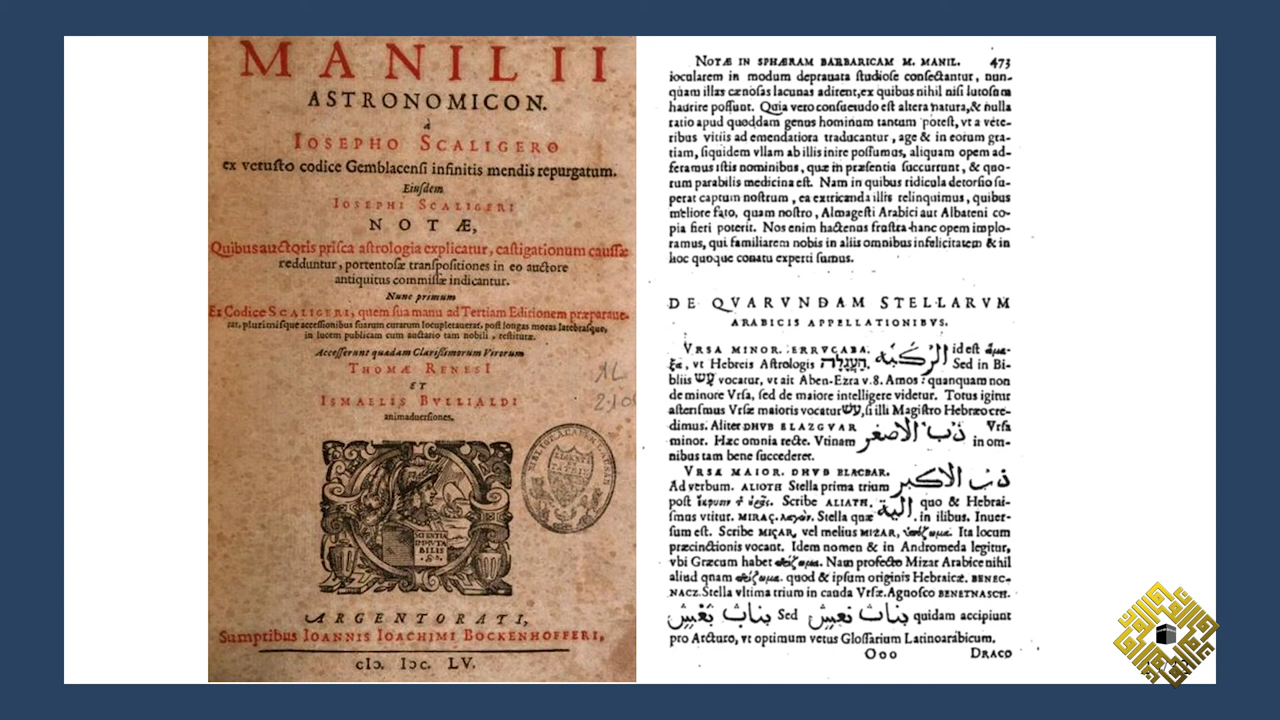 MANILII
ASTRONOMICON.
à
IOSEPHO SCALIGERO
ex vetusto codice Gemblacensi infinitis mendis repurgatum.
Eiusdem
IOSEPHI SCALIGERI
NOTÆ,
Quibus auctoris prisca astrologia explicatur, castigationum caussæ
redduntur, portentosæ transpositiones in eo auctore
antiquitus commissæ indicantur.
Nunc primum
Ex Codice SCALIGERI, quem sua manu ad Tertiam Editionem præparaue-
rat, plurimisque accessionibus suarum curarum locupletauerat, post longas moras latebrasque,
in lucem publicam cum auctario tam nobili, restitutæ.
Accesserunt quædam Clarissimorum Virorum
THOMÆ RENESI
ET
ISMAELIS BVLLIALDI
animaduersiones.
SCIENTIA
IMMVTA
BILIS
ARGENTORATI,
Sumptibus IOANNIS IOACHIMI BOCKENHOFFERI,
cIɔ. Iɔc. LV.
NOTÆ IN SPHÆRAM BARBARICAM M. MANIL. 473
iocularem in modum deprauata studiose consectantur, nun-
quam illas cænosas lacunas adirent, ex quibus nihil nisi lutosum
haurire possunt. Quia vero consuetudo est altera natura, & nulla
ratio apud quoddam genus hominum tantum potest, vt a vete-
ribus vitiis ad emendatiora traducantur, age & in eorum gra-
tiam, siquidem vllam ab illis inire possumus, aliquam opem ad-
feramus istis nominibus, quæ in præsentia succurrunt, & quo-
rum parabilis medicina est. Nam in quibus ridicula detorsio su-
perat captum nostrum, ea extricanda illis relinquimus, quibus
meliore fato, quam nostro, Almagesti Arabici aut Albateni co-
pia fieri poterit. Nos enim hactenus frustra hanc opem implo-
ramus, qui familiarem nobis in aliis omnibus infelicitatem & in
hoc quoque conatu experti sumus.
DE QVARVNDAM STELLARVM
ARABICIS APPELLATIONIBVS.
VRSA MINOR. ERRVCABA. الركبة id est ἅμα-
ξα, vt Hebreis Astrologis העגלה. Sed in Bi-
bliis עש vocatur, vt ait Aben-Ezra v.8. Amos: quanquam non
de minore Vrsa, sed de maiore intelligere videtur. Totus igitur
asterismus Vrsæ maioris vocatur עש, si illi Magistro Hebræo cre-
dimus. Aliter DHVB ELAZGVAR دب الاصغر Vrsa
minor. Hæc omnia recte. Vtinam in om-
nibus tam bene succederet.
VRSA MAIOR. DHVB ELACBAR. دب الاكبر
Ad verbum. ALIOTH Stella prima trium
post Scribe ALIATH. الية quo & Hebrai-
smus vtitur. MIRAÇ. λαγών. Stella quæ in ilibus. Inuer-
sum est. Scribe MIÇAR, vel melius MIZAR, Ita locum
præcinctionis vocant. Idem nomen & in Andromeda legitur,
vbi Græcum habet Nam profecto Mizar Arabice nihil
aliud quam quod & ipsum originis Hebraicæ. BENEC-
NACZ. Stella vltima trium in cauda Vrsæ. Agnosco BENETNASCH.
بنات نعش Sed بنات نعيش quidam accipiunt
pro Arcturo, vt optimum vetus Glossarium Latinoarabicum.
Ooo DRACO